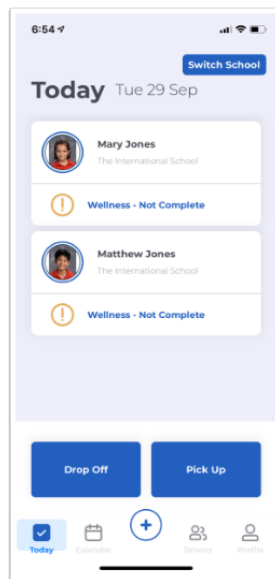 6:54
Switch School
Today Tue 29 Sep
Mary Jones
The International School
Wellness - Not Complete
Matthew Jones
The International School
Wellness - Not Complete
Drop Off Pick Up
Today Calendar Drivers Profile